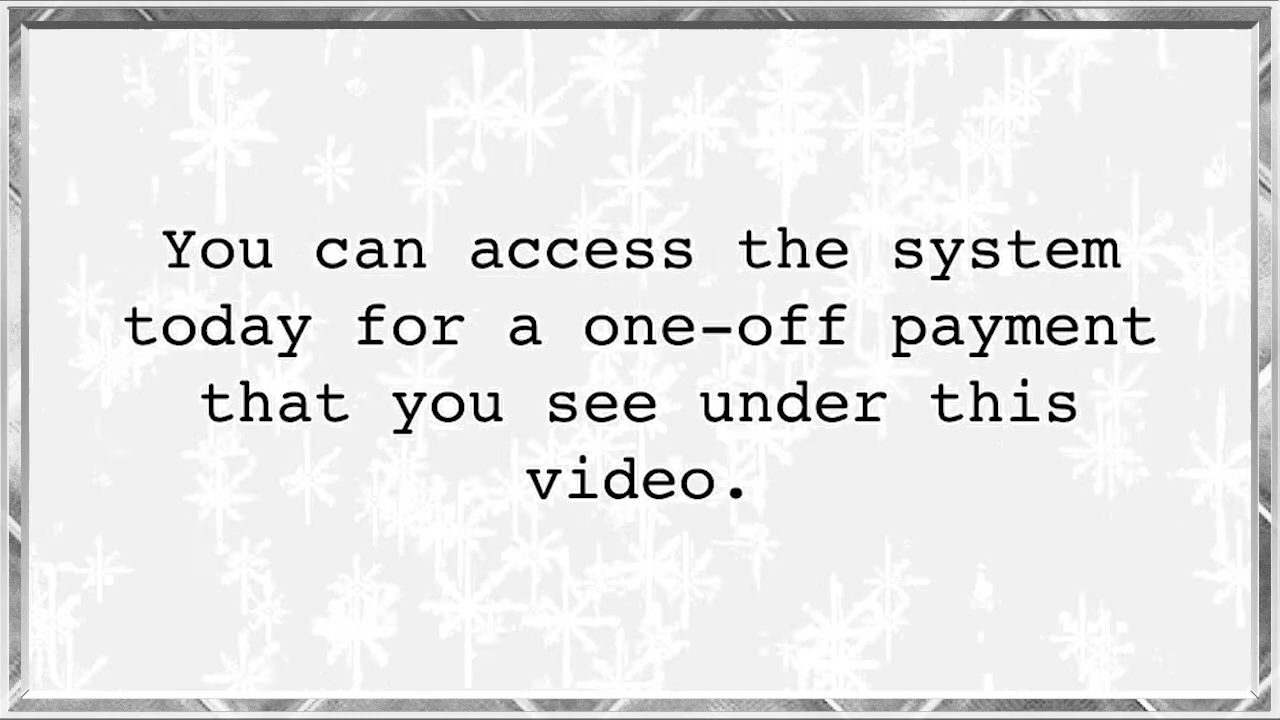 You can access the system
today for a one-off payment
that you see under this
video.